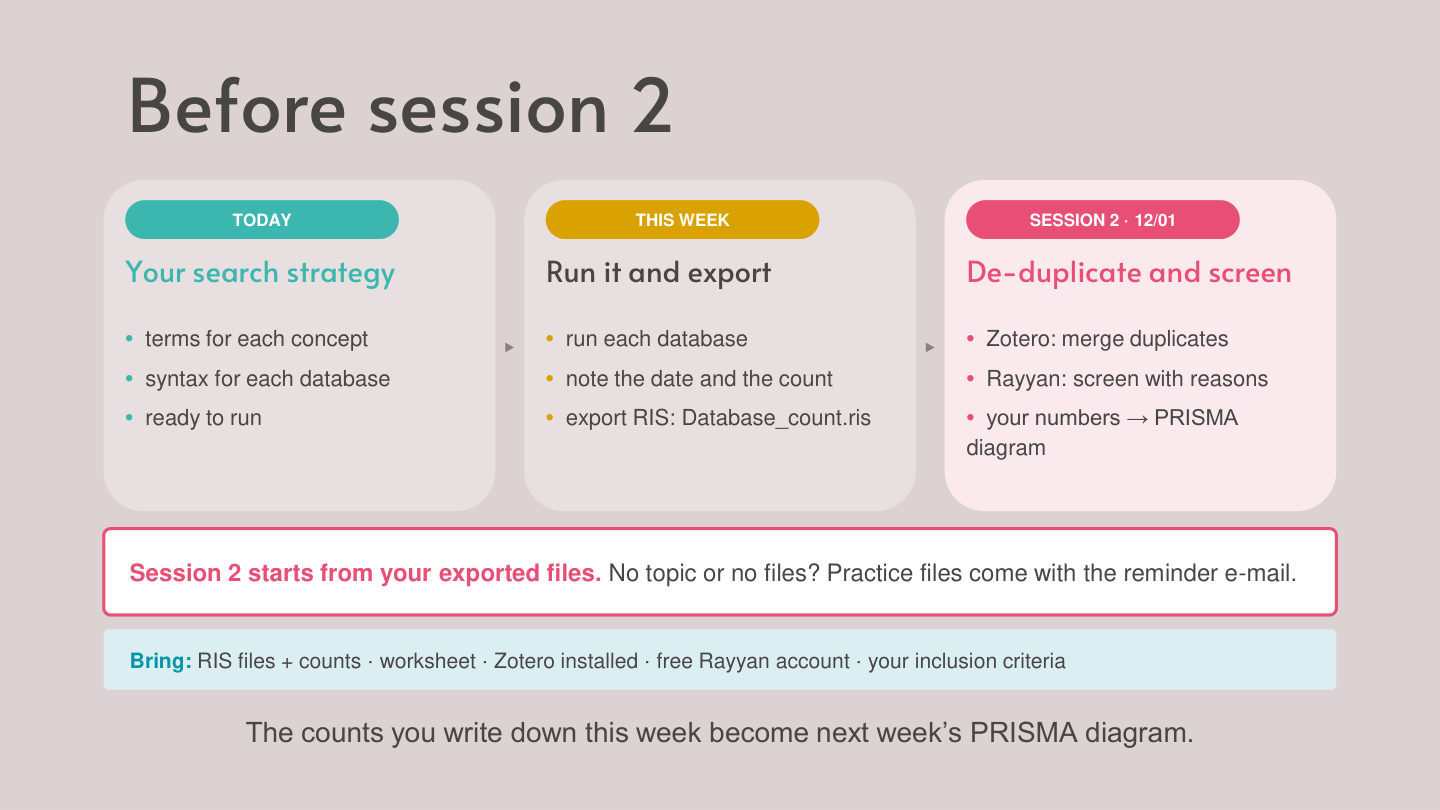 Before session 2
TODAY
Your search strategy
• terms for each concept
• syntax for each database
• ready to run
▸
THIS WEEK
Run it and export
• run each database
• note the date and the count
• export RIS: Database_count.ris
▸
SESSION 2 · 12/01
De-duplicate and screen
• Zotero: merge duplicates
• Rayyan: screen with reasons
• your numbers → PRISMA
diagram
Session 2 starts from your exported files. No topic or no files? Practice files come with the reminder e-mail.
Bring: RIS files + counts · worksheet · Zotero installed · free Rayyan account · your inclusion criteria
The counts you write down this week become next week’s PRISMA diagram.